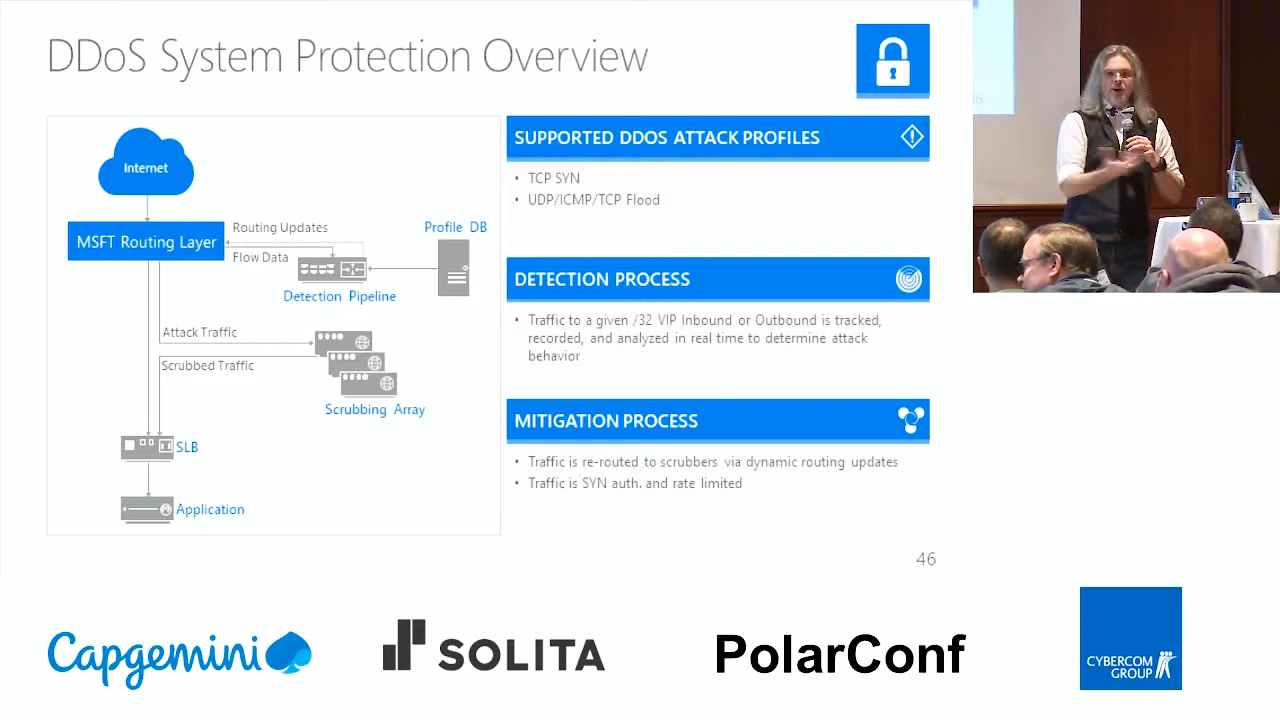 DDoS System Protection Overview
Internet
MSFT Routing Layer
Routing Updates
Flow Data
Profile DB
Detection Pipeline
Attack Traffic
Scrubbed Traffic
Scrubbing Array
SLB
Application
SUPPORTED DDOS ATTACK PROFILES
• TCP SYN
• UDP/ICMP/TCP Flood
DETECTION PROCESS
• Traffic to a given /32 VIP Inbound or Outbound is tracked,
recorded, and analyzed in real time to determine attack
behavior
MITIGATION PROCESS
• Traffic is re-routed to scrubbers via dynamic routing updates
• Traffic is SYN auth. and rate limited
46
46
Capgemini
SOLITA
PolarConf
CYBERCOM
GROUP